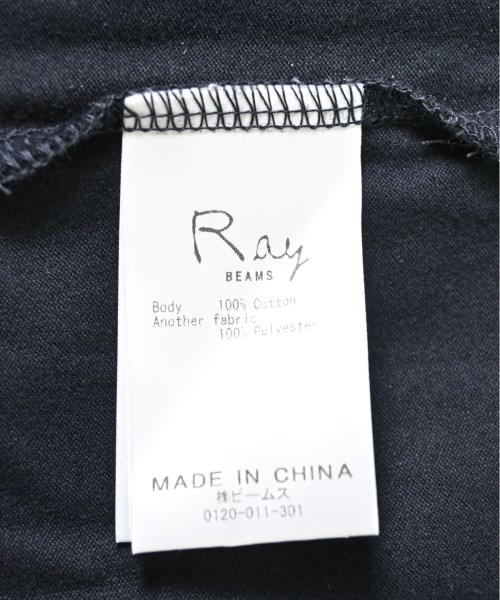 Ray
BEAMS
Body 100% Cotton
Another fabric
100% Polyester
MADE IN CHINA
㈱ビームス
0120-011-301